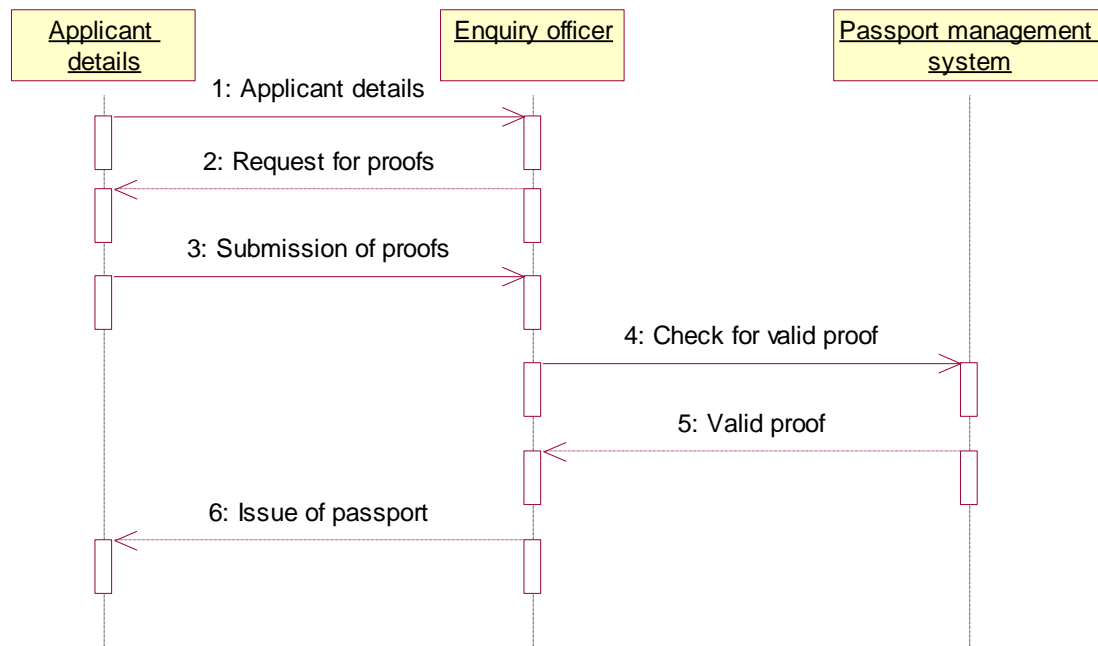 Applicant
details
Enquiry officer
Passport management
system
1: Applicant details
2: Request for proofs
3: Submission of proofs
4: Check for valid proof
5: Valid proof
6: Issue of passport